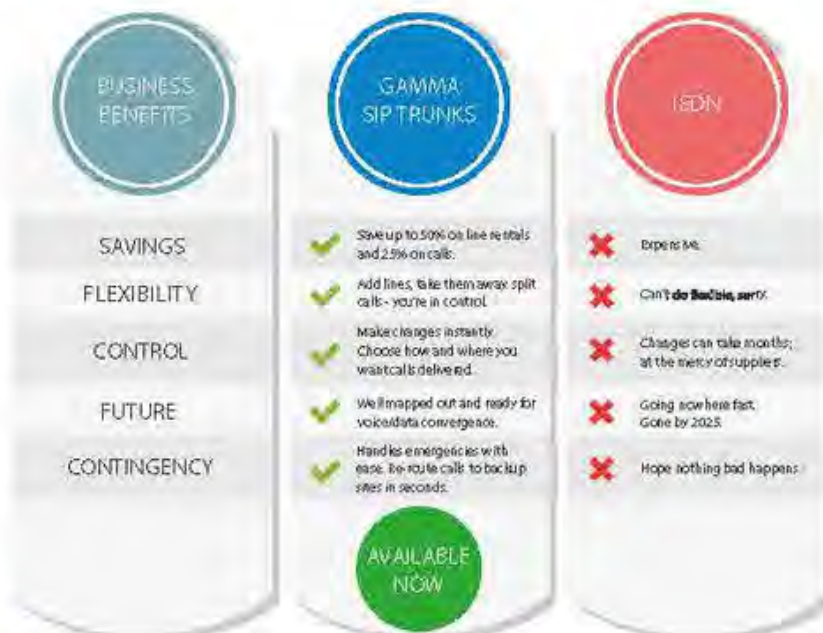 BUSINESS
BENEFITS
GAMMA
SIP TRUNKS
ISDN
SAVINGS
Save up to 50% on line rentals
and 25% on calls.
Expensive.
FLEXIBILITY
Add lines, take them away, split
calls - you're in control.
Can't do flexible, sorry.
CONTROL
Make changes instantly.
Choose how and where you
want calls delivered.
Changes can take months;
at the mercy of suppliers.
FUTURE
Well mapped out and ready for
voice/data convergence.
Going nowhere fast.
Gone by 2025.
CONTINGENCY
Handles emergencies with
ease. Re-route calls to backup
sites in seconds.
Hope nothing bad happens
AVAILABLE
NOW